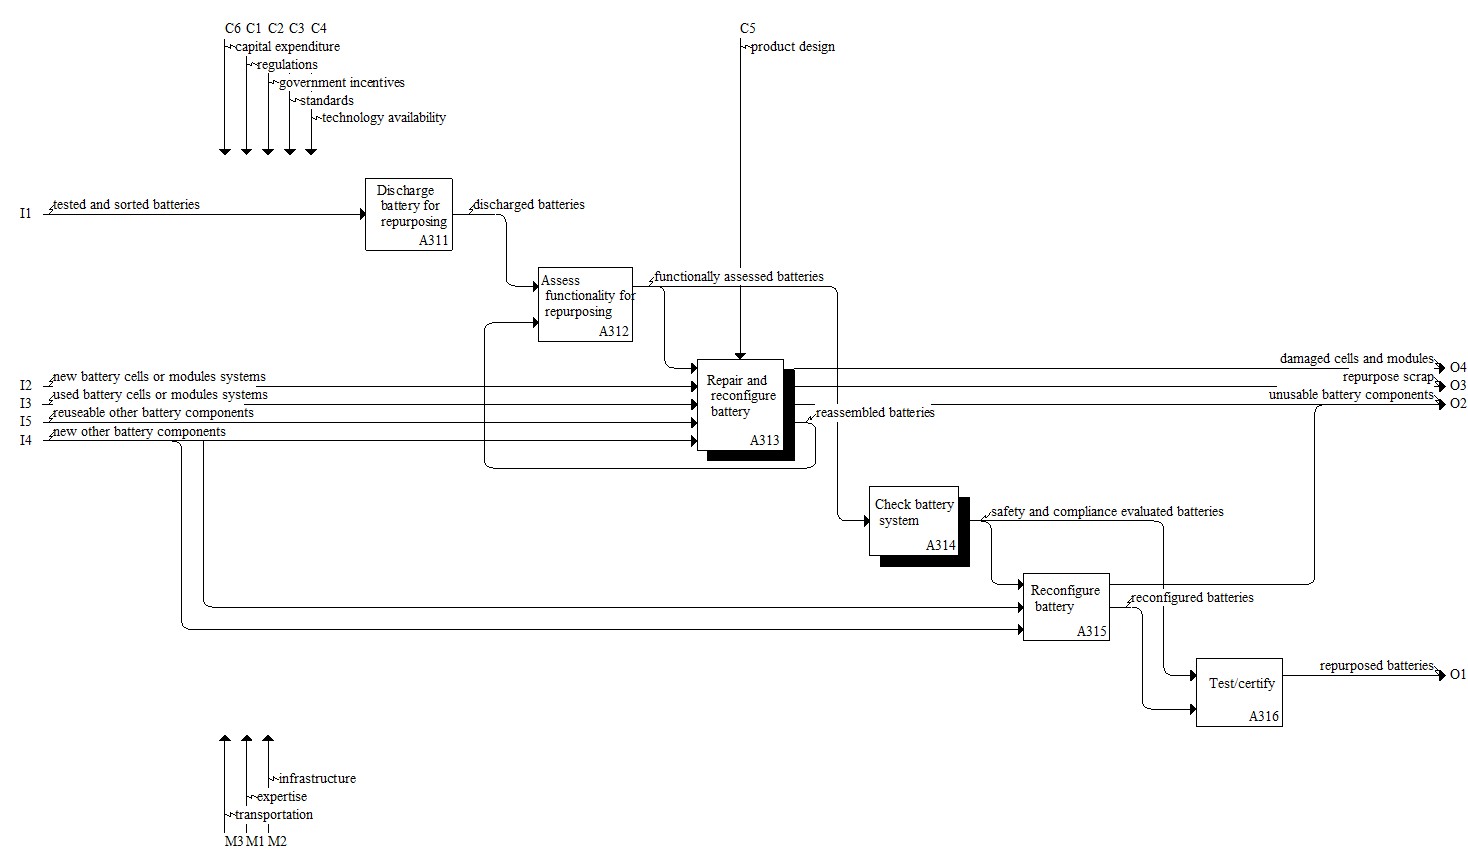 C6 C1 C2 C3 C4
C5
capital expenditure
product design
regulations
government incentives
standards
technology availability
Discharge
battery for
repurposing
A311
I1
tested and sorted batteries
discharged batteries
Assess
functionality for
repurposing
A312
functionally assessed batteries
I2
new battery cells or modules systems
I3
used battery cells or modules systems
I5
reuseable other battery components
I4
new other battery components
Repair and
reconfigure
battery
A313
damaged cells and modules
O4
repurpose scrap
O3
unusable battery components
O2
reassembled batteries
Check battery
system
A314
safety and compliance evaluated batteries
Reconfigure
battery
A315
reconfigured batteries
Test/certify
A316
repurposed batteries
O1
infrastructure
expertise
transportation
M3 M1 M2